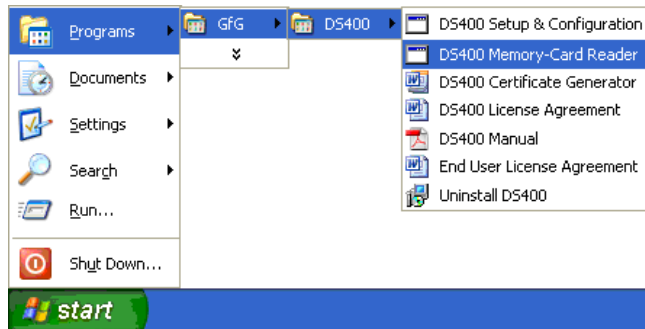 Programs
Documents
Settings
Search
Run...
Shut Down...
start
GfG
DS400
DS400 Setup & Configuration
DS400 Memory-Card Reader
DS400 Certificate Generator
DS400 License Agreement
DS400 Manual
End User License Agreement
Uninstall DS400